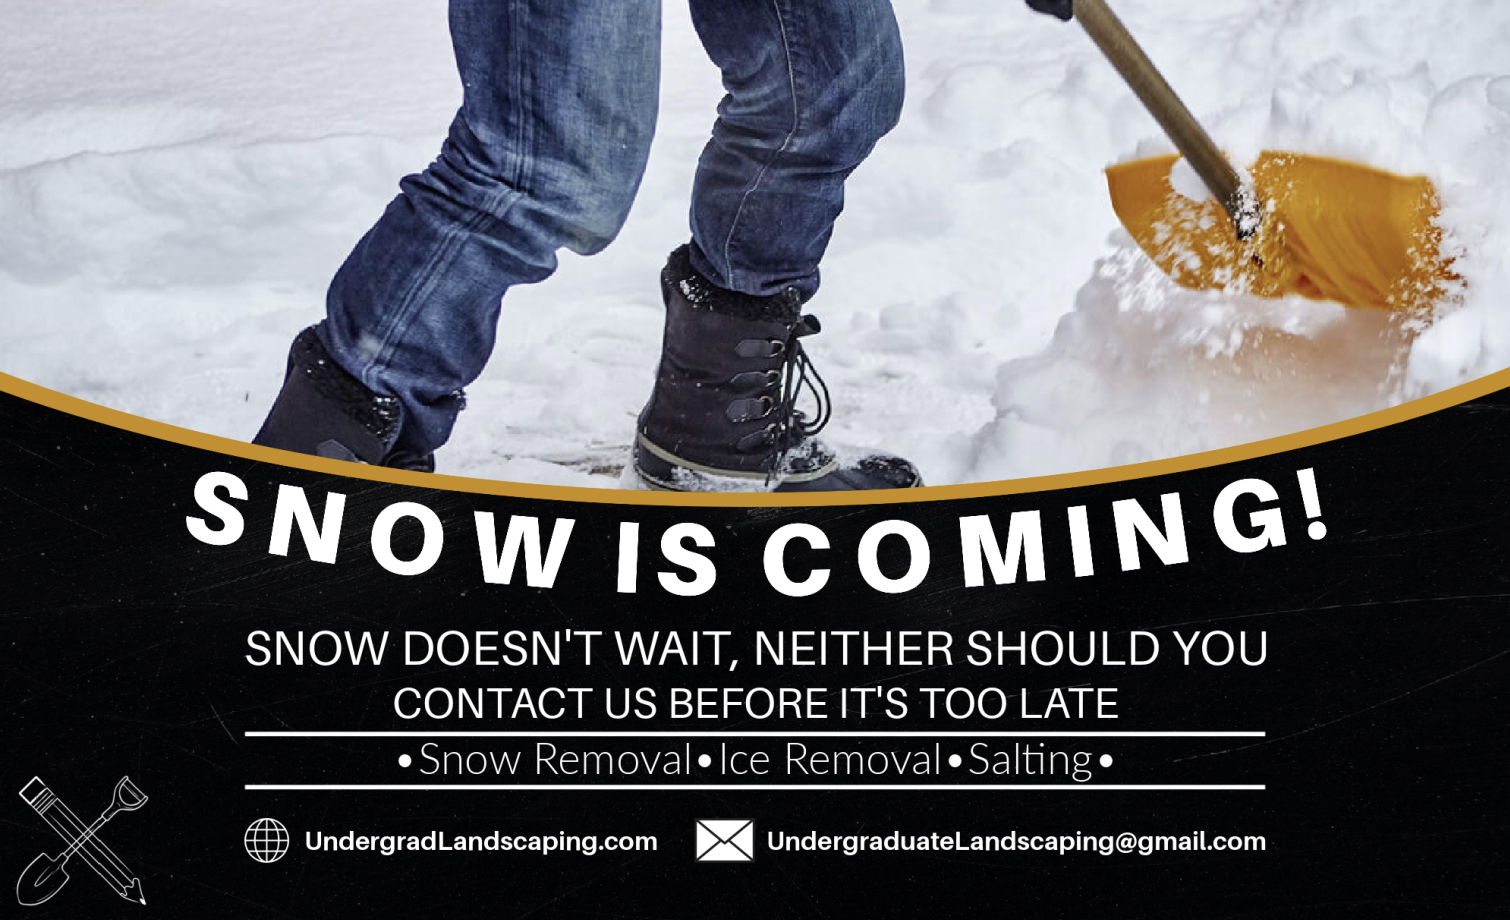 SNOW IS COMING!
SNOW DOESN'T WAIT, NEITHER SHOULD YOU
CONTACT US BEFORE IT'S TOO LATE
•Snow Removal•Ice Removal•Salting•
UndergradLandscaping.com UndergraduateLandscaping@gmail.com